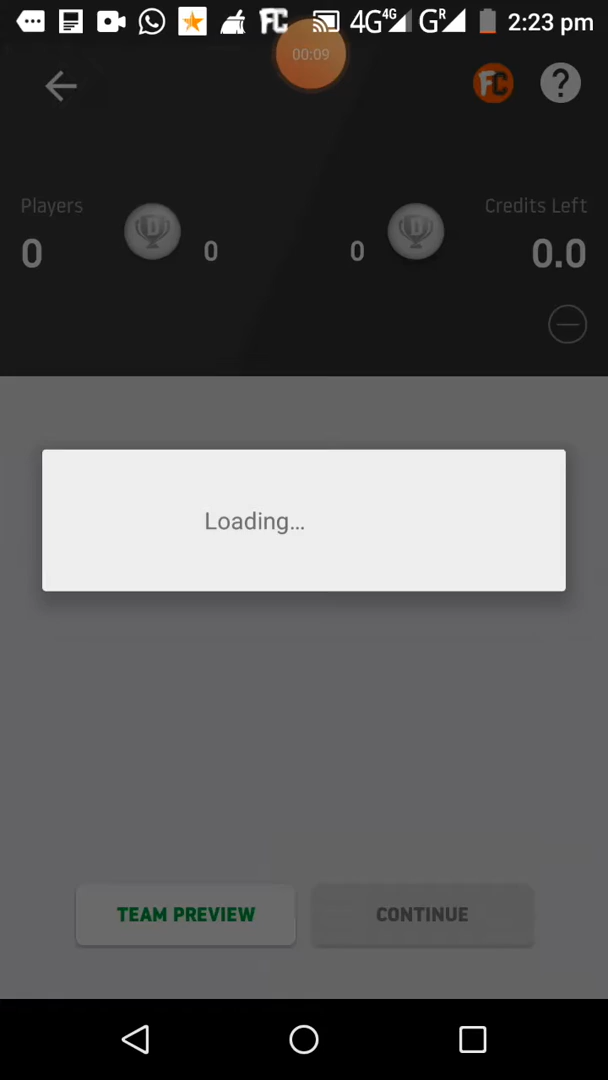 4G 4G G R 2:23 pm
00:09
FC ?
Players
Credits Left
0
D
0
0
D
0.0
Loading...
TEAM PREVIEW
CONTINUE